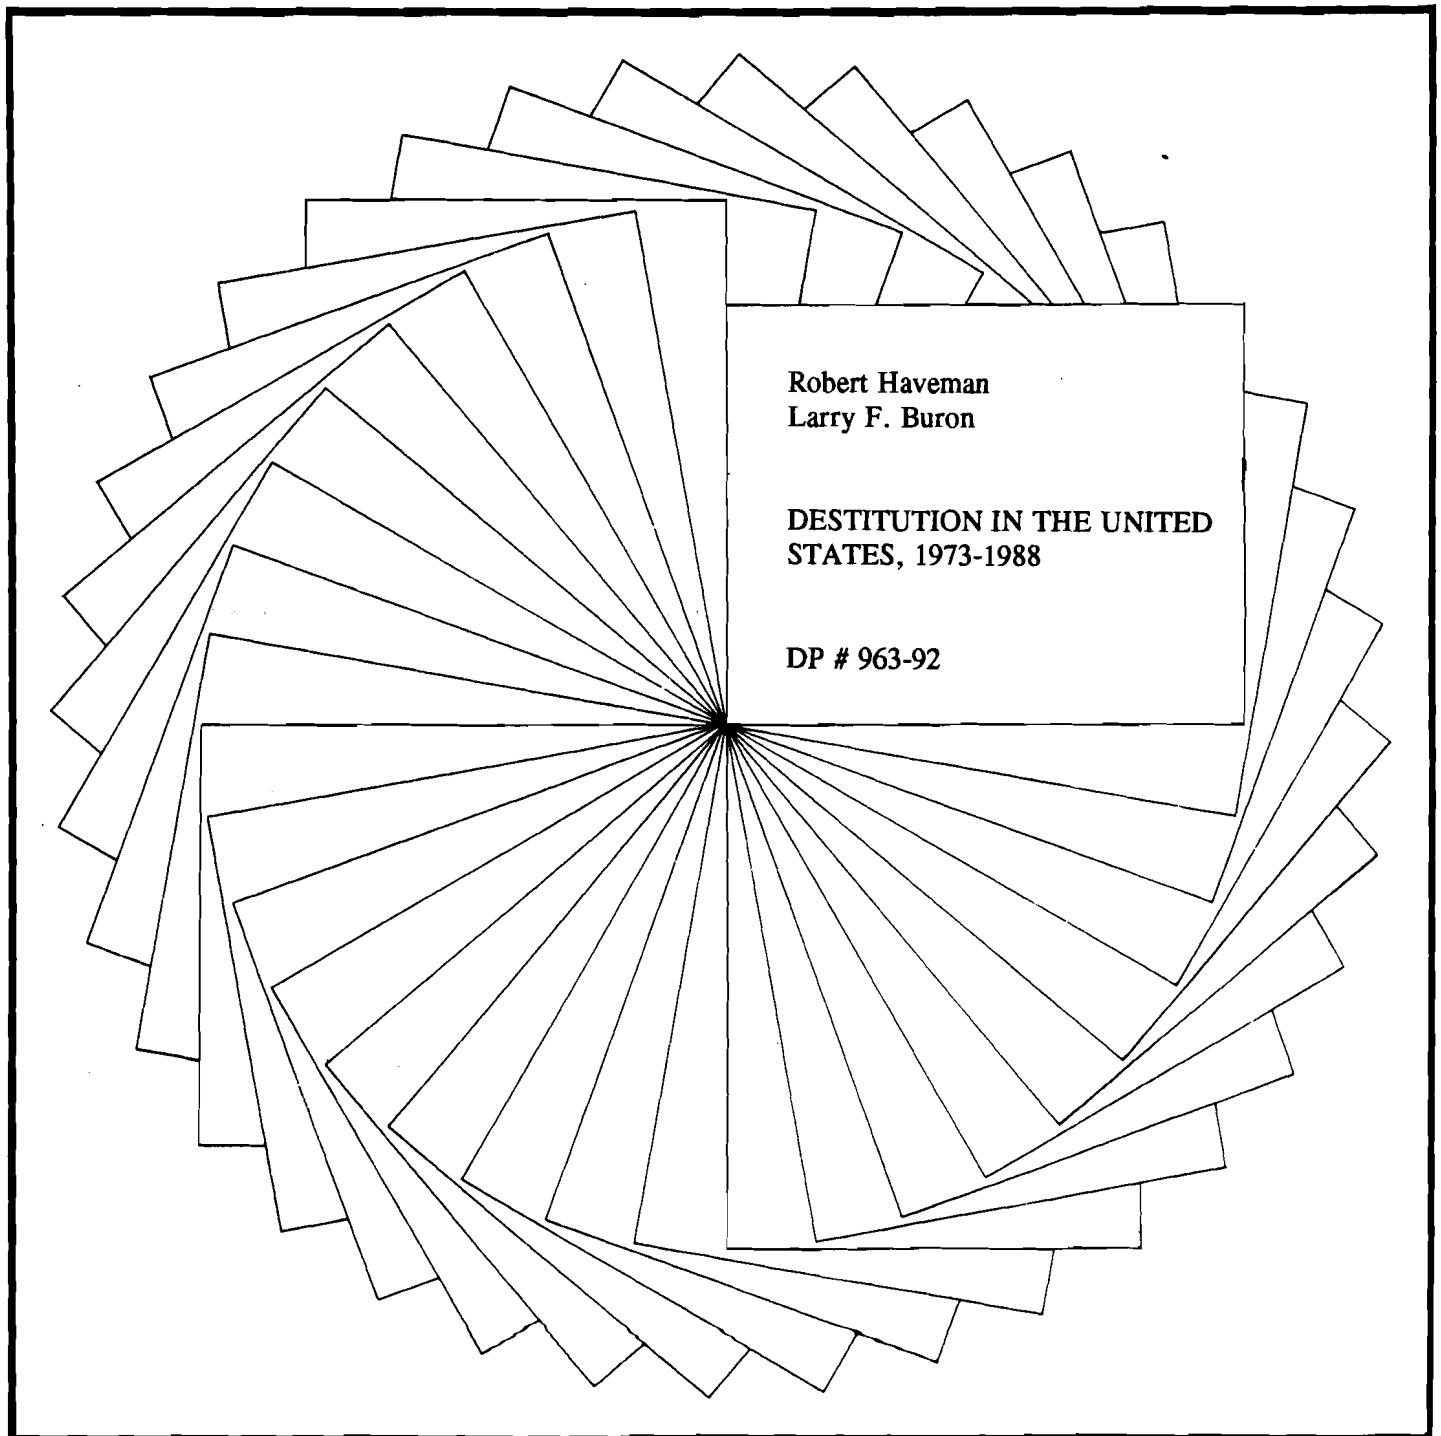 Robert Haveman
Larry F. Buron
DESTITUTION IN THE UNITED
STATES, 1973-1988
DP # 963-92